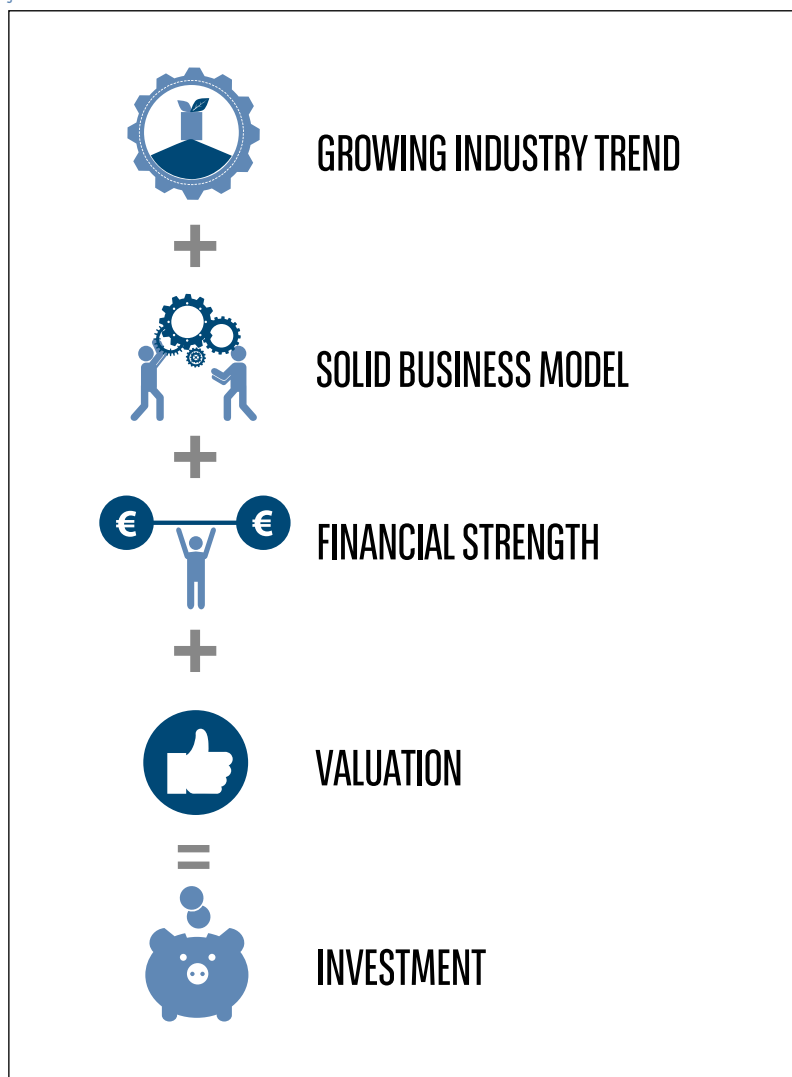 GROWING INDUSTRY TREND
+
SOLID BUSINESS MODEL
+
€ €
FINANCIAL STRENGTH
+
VALUATION
=
INVESTMENT